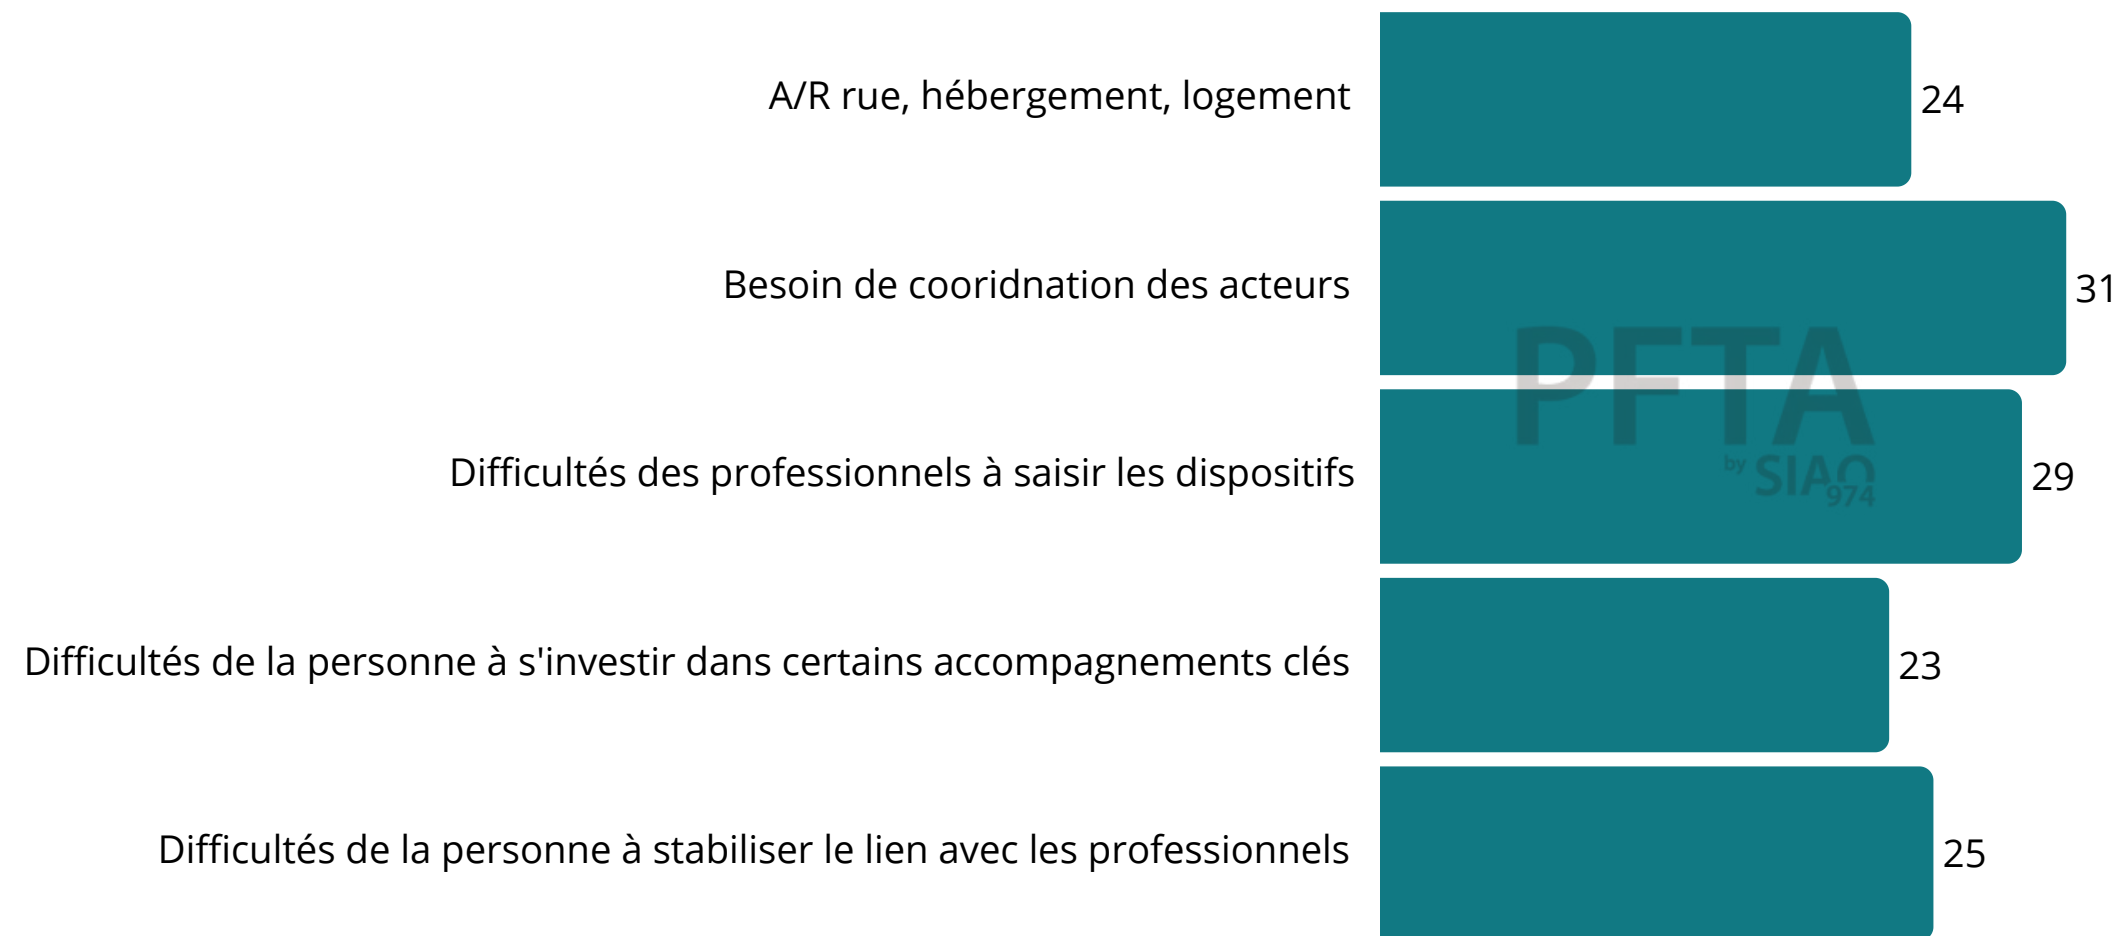 A/R rue, hébergement, logement
24
Besoin de cooridnation des acteurs
31
PFTA
by SIAO
974
Difficultés des professionnels à saisir les dispositifs
29
Difficultés de la personne à s'investir dans certains accompagnements clés
23
Difficultés de la personne à stabiliser le lien avec les professionnels
25